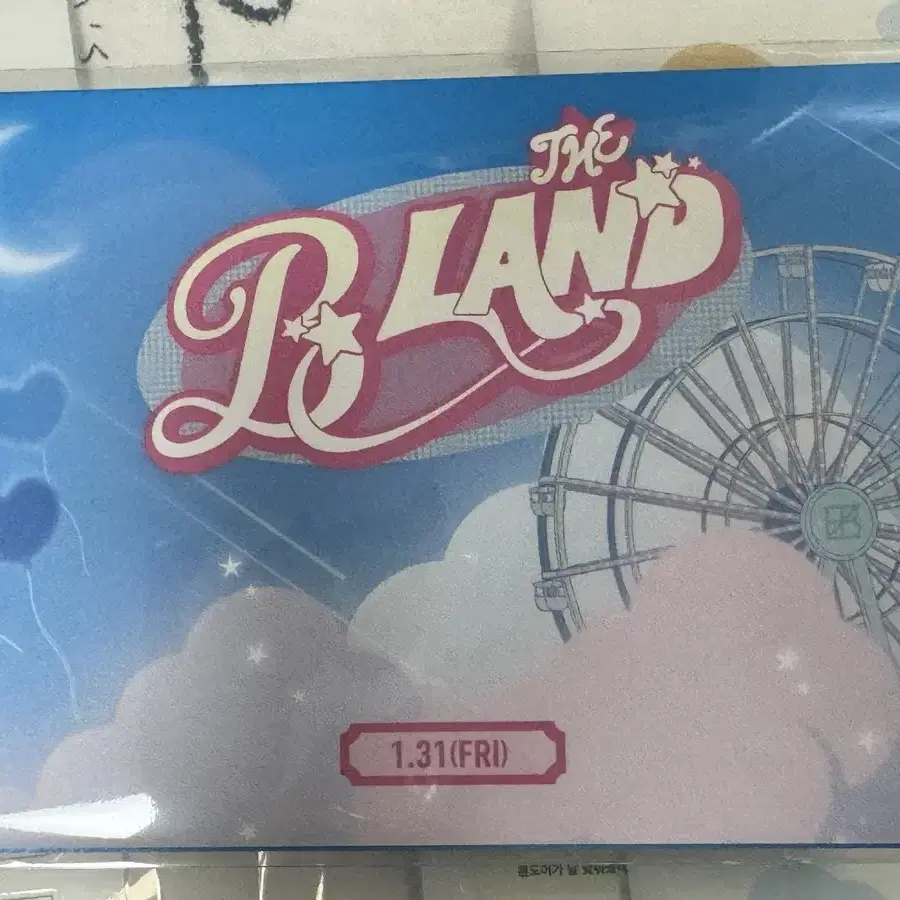 THE
B LAND
1.31(FRI)